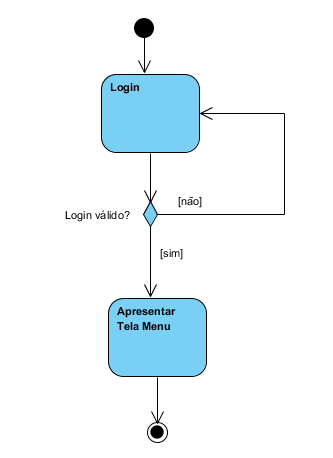 Login
[não]
Login válido?
[sim]
Apresentar
Tela Menu